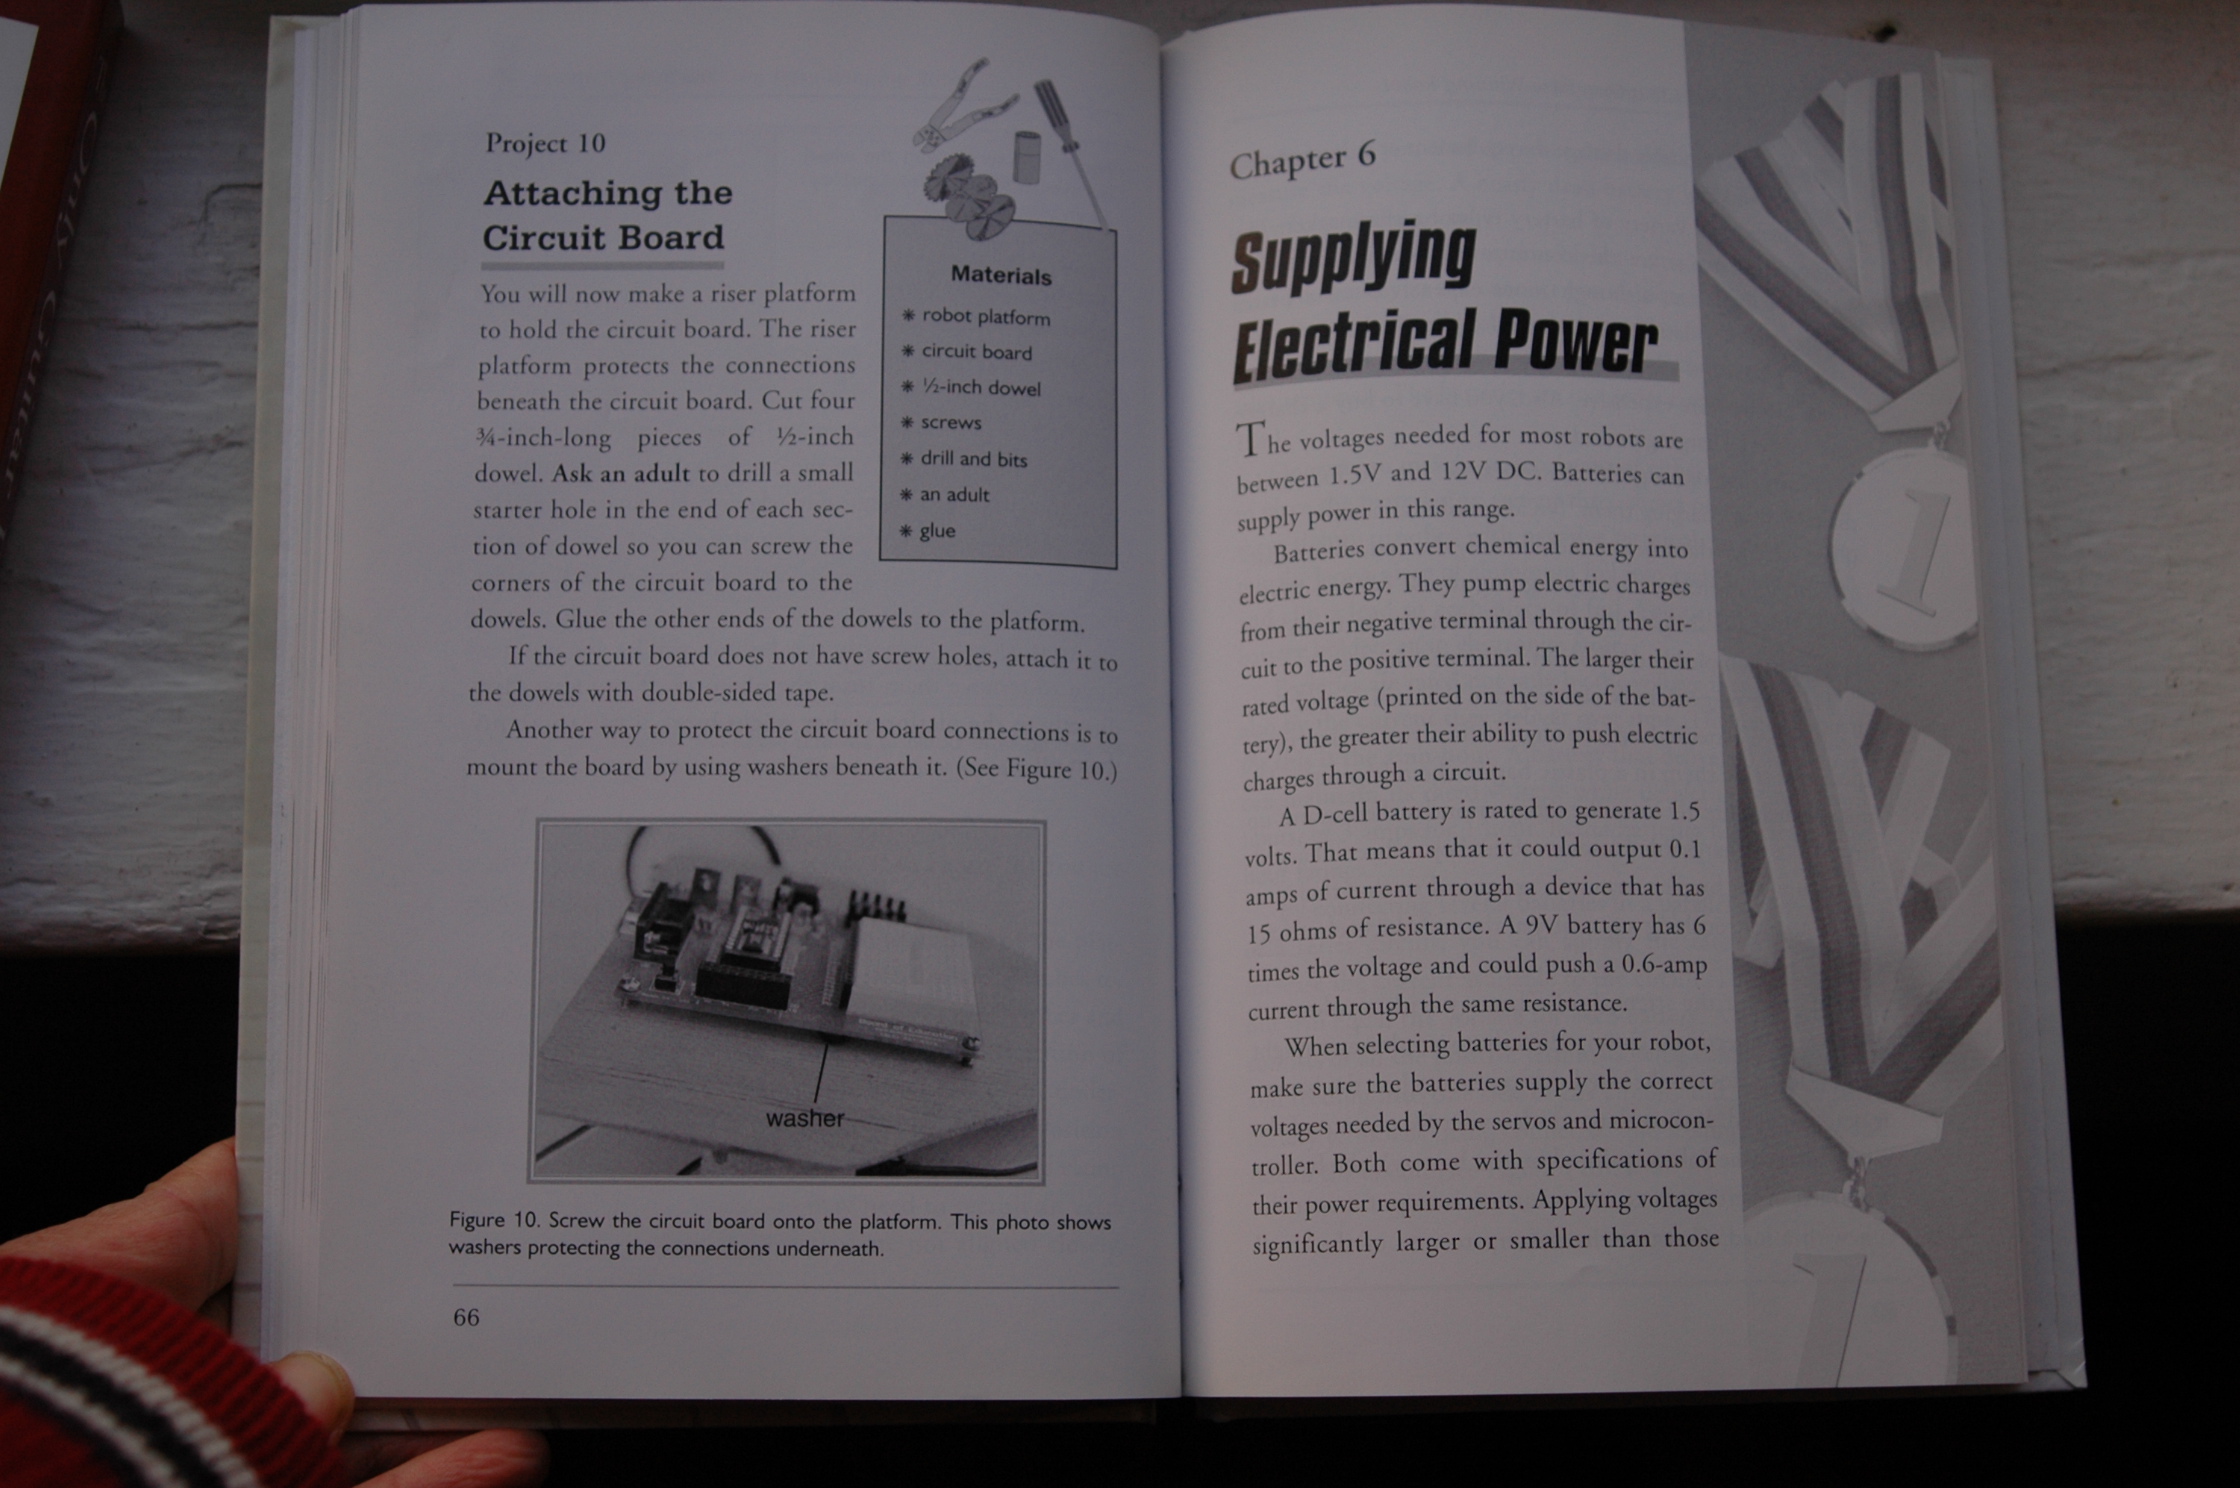 Project 10
Attaching the
Circuit Board
You will now make a riser platform
to hold the circuit board. The riser
platform protects the connections
beneath the circuit board. Cut four
¾-inch-long pieces of ½-inch
dowel. Ask an adult to drill a small
starter hole in the end of each sec-
tion of dowel so you can screw the
corners of the circuit board to the
dowels. Glue the other ends of the dowels to the platform.
If the circuit board does not have screw holes, attach it to
the dowels with double-sided tape.
Another way to protect the circuit board connections is to
mount the board by using washers beneath it. (See Figure 10.)
Materials
* robot platform
* circuit board
* ½-inch dowel
* screws
* drill and bits
* an adult
* glue
washer
Figure 10. Screw the circuit board onto the platform. This photo shows
washers protecting the connections underneath.
66
Chapter 6
Supplying
Electrical Power
The voltages needed for most robots are
between 1.5V and 12V DC. Batteries can
supply power in this range.
Batteries convert chemical energy into
electric energy. They pump electric charges
from their negative terminal through the cir-
cuit to the positive terminal. The larger their
rated voltage (printed on the side of the bat-
tery), the greater their ability to push electric
charges through a circuit.
A D-cell battery is rated to generate 1.5
volts. That means that it could output 0.1
amps of current through a device that has
15 ohms of resistance. A 9V battery has 6
times the voltage and could push a 0.6-amp
current through the same resistance.
When selecting batteries for your robot,
make sure the batteries supply the correct
voltages needed by the servos and microcon-
troller. Both come with specifications of
their power requirements. Applying voltages
significantly larger or smaller than those
1
1
Only Guitar